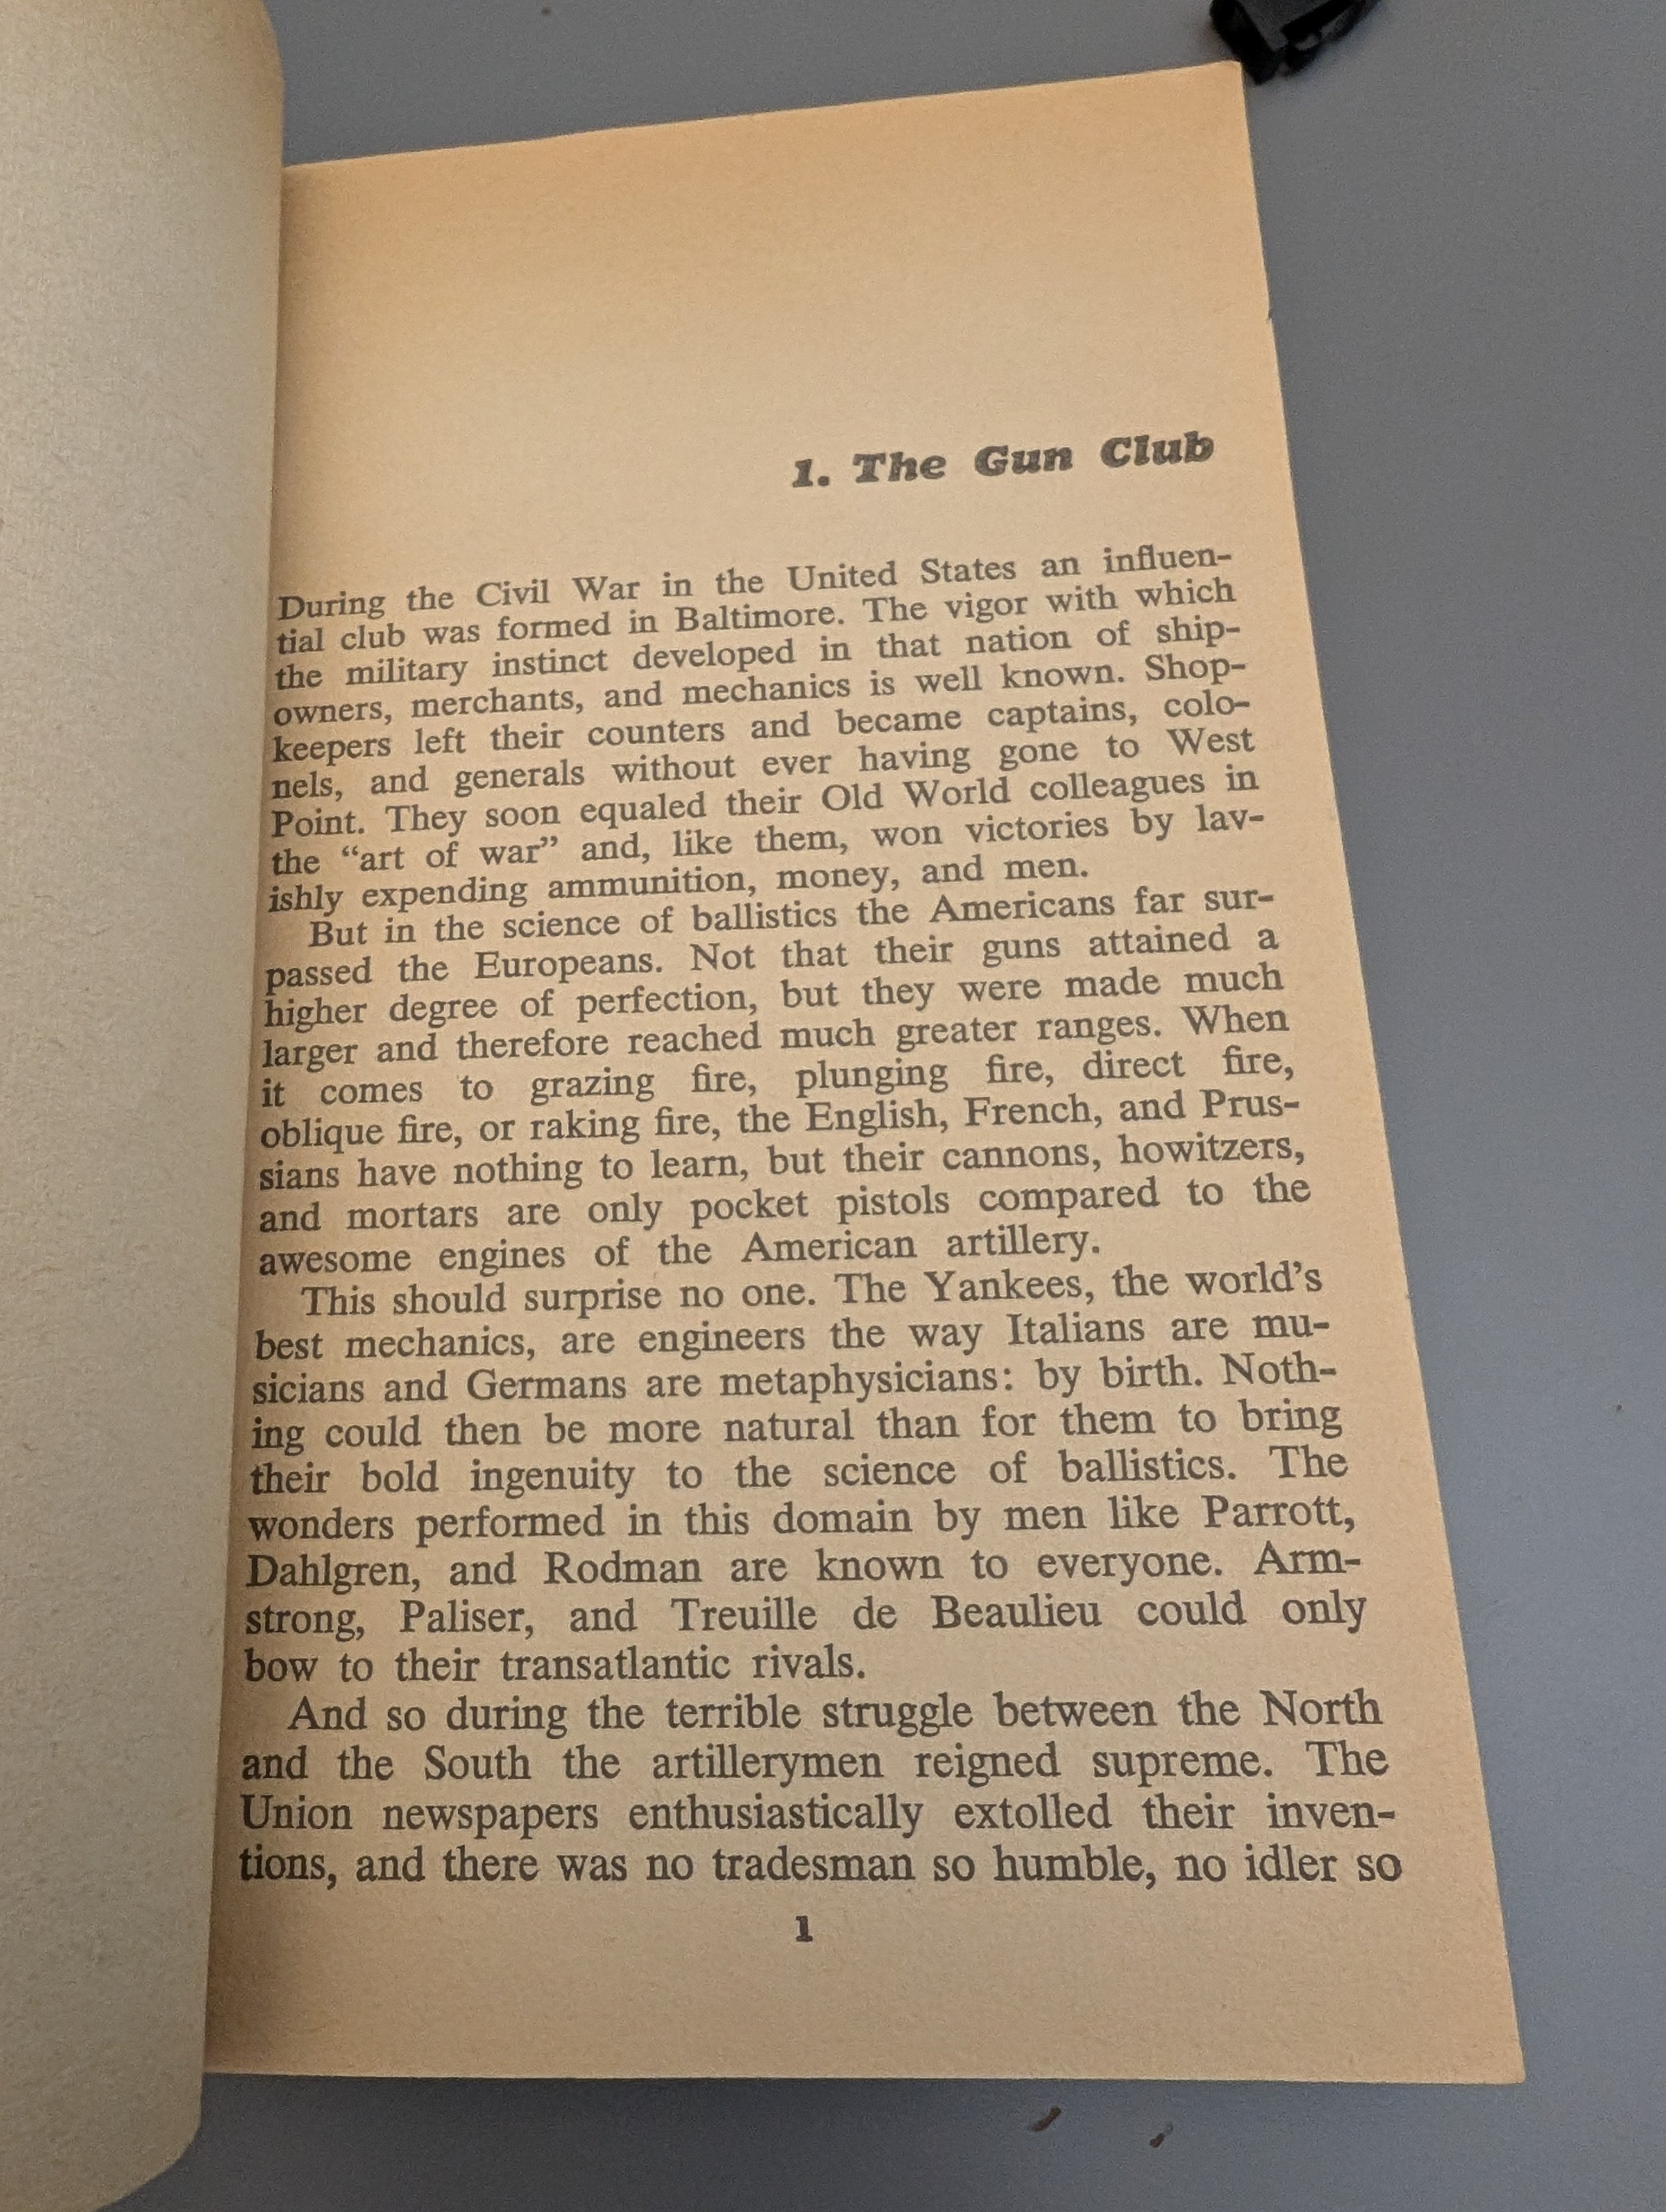 1. The Gun Club
During the Civil War in the United States an influen-
tial club was formed in Baltimore. The vigor with which
the military instinct developed in that nation of ship-
owners, merchants, and mechanics is well known. Shop-
keepers left their counters and became captains, colo-
nels, and generals without ever having gone to West
Point. They soon equaled their Old World colleagues in
the “art of war” and, like them, won victories by lav-
ishly expending ammunition, money, and men.
But in the science of ballistics the Americans far sur-
passed the Europeans. Not that their guns attained a
higher degree of perfection, but they were made much
larger and therefore reached much greater ranges. When
it comes to grazing fire, plunging fire, direct fire,
oblique fire, or raking fire, the English, French, and Prus-
sians have nothing to learn, but their cannons, howitzers,
and mortars are only pocket pistols compared to the
awesome engines of the American artillery.
This should surprise no one. The Yankees, the world’s
best mechanics, are engineers the way Italians are mu-
sicians and Germans are metaphysicians: by birth. Noth-
ing could then be more natural than for them to bring
their bold ingenuity to the science of ballistics. The
wonders performed in this domain by men like Parrott,
Dahlgren, and Rodman are known to everyone. Arm-
strong, Paliser, and Treuille de Beaulieu could only
bow to their transatlantic rivals.
And so during the terrible struggle between the North
and the South the artillerymen reigned supreme. The
Union newspapers enthusiastically extolled their inven-
tions, and there was no tradesman so humble, no idler so
1